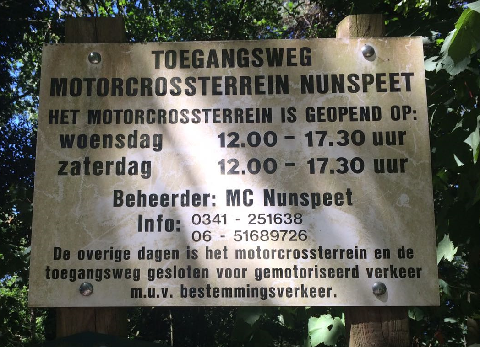 TOEGANGSWEG
MOTORCROSSTERREIN NUNSPEET
HET MOTORCROSSTERREIN IS GEOPEND OP:
woensdag 12.00 – 17.30 uur
zaterdag 12.00 – 17.30 uur
Beheerder: MC Nunspeet
Info: 0341 - 251638
06 - 51689726
De overige dagen is het motorcrossterrein en de
toegangsweg gesloten voor gemotoriseerd verkeer
m.u.v. bestemmingsverkeer.